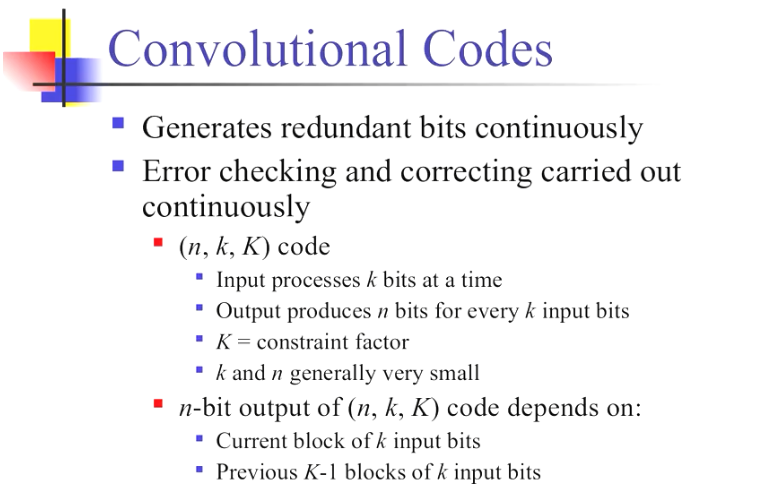 Convolutional Codes
Generates redundant bits continuously
Error checking and correcting carried out
continuously
(n, k, K) code
Input processes k bits at a time
Output produces n bits for every k input bits
K = constraint factor
k and n generally very small
n-bit output of (n, k, K) code depends on:
Current block of k input bits
Previous K-1 blocks of k input bits